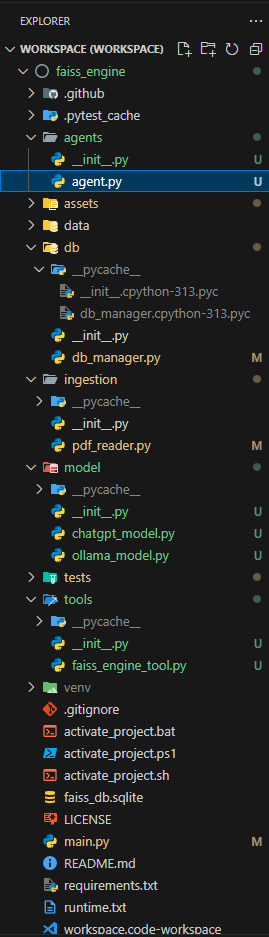 EXPLORER
WORKSPACE (WORKSPACE)
faiss_engine
.github
.pytest_cache
agents
__init__.py U
agent.py U
assets
data
db
__pycache__
__init__.cpython-313.pyc
db_manager.cpython-313.pyc
__init__.py
db_manager.py M
ingestion
__pycache__
__init__.py
pdf_reader.py M
model
__pycache__
__init__.py U
chatgpt_model.py U
ollama_model.py U
tests
tools
__pycache__
__init__.py U
faiss_engine_tool.py U
venv
.gitignore
activate_project.bat
activate_project.ps1
activate_project.sh
faiss_db.sqlite
LICENSE
main.py M
README.md
requirements.txt
runtime.txt
workspace.code-workspace